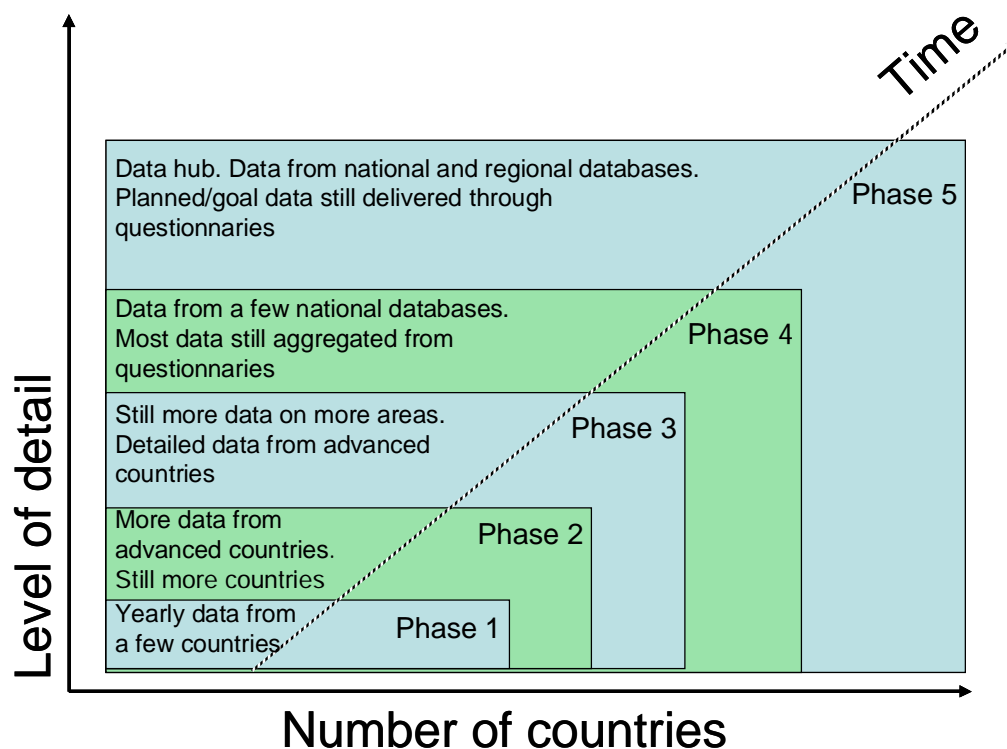 Time
Data hub. Data from national and regional databases.
Planned/goal data still delivered through
questionnaries
Phase 5
Data from a few national databases.
Most data still aggregated from
questionnaries
Phase 4
Still more data on more areas.
Detailed data from advanced
countries
Phase 3
More data from
advanced countries.
Still more countries
Phase 2
Yearly data from
a few countries
Phase 1
Level of detail
Number of countries